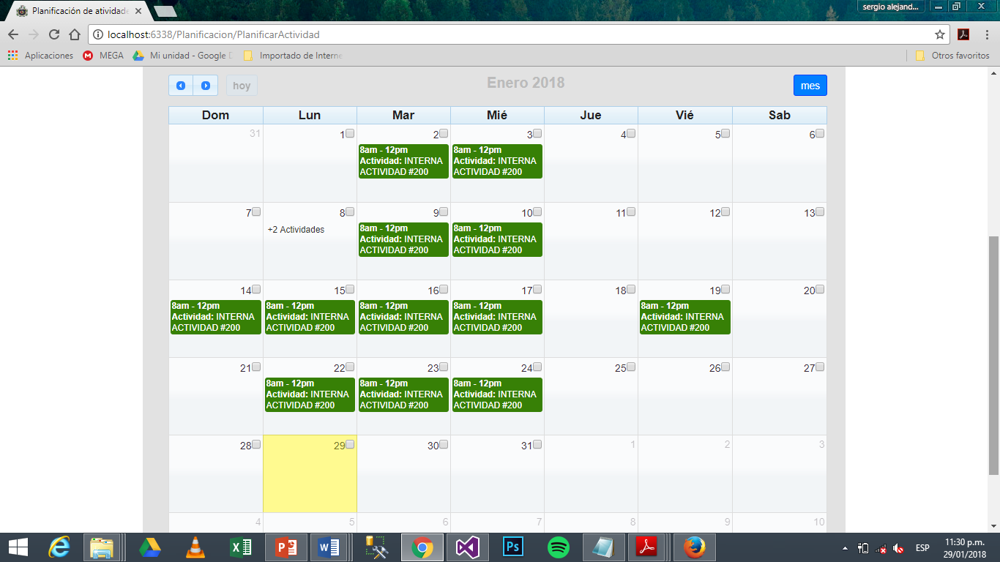 Planificación de atividade
sergio alejand...
localhost:6338/Planificacion/PlanificarActividad
Aplicaciones MEGA Mi unidad - Google D Importado de Interne Otros favoritos
hoy Enero 2018 mes
Dom Lun Mar Mié Jue Vié Sab
31 1 2 3 4 5 6
8am - 12pm 8am - 12pm
Actividad: INTERNA Actividad: INTERNA
ACTIVIDAD #200 ACTIVIDAD #200
7 8 9 10 11 12 13
+2 Actividades 8am - 12pm 8am - 12pm
Actividad: INTERNA Actividad: INTERNA
ACTIVIDAD #200 ACTIVIDAD #200
14 15 16 17 18 19 20
8am - 12pm 8am - 12pm 8am - 12pm 8am - 12pm 8am - 12pm
Actividad: INTERNA Actividad: INTERNA Actividad: INTERNA Actividad: INTERNA Actividad: INTERNA
ACTIVIDAD #200 ACTIVIDAD #200 ACTIVIDAD #200 ACTIVIDAD #200 ACTIVIDAD #200
21 22 23 24 25 26 27
8am - 12pm 8am - 12pm 8am - 12pm
Actividad: INTERNA Actividad: INTERNA Actividad: INTERNA
ACTIVIDAD #200 ACTIVIDAD #200 ACTIVIDAD #200
28 29 30 31 1 2 3
4 5 6 7 8 9 10
ESP 11:30 p.m.
29/01/2018